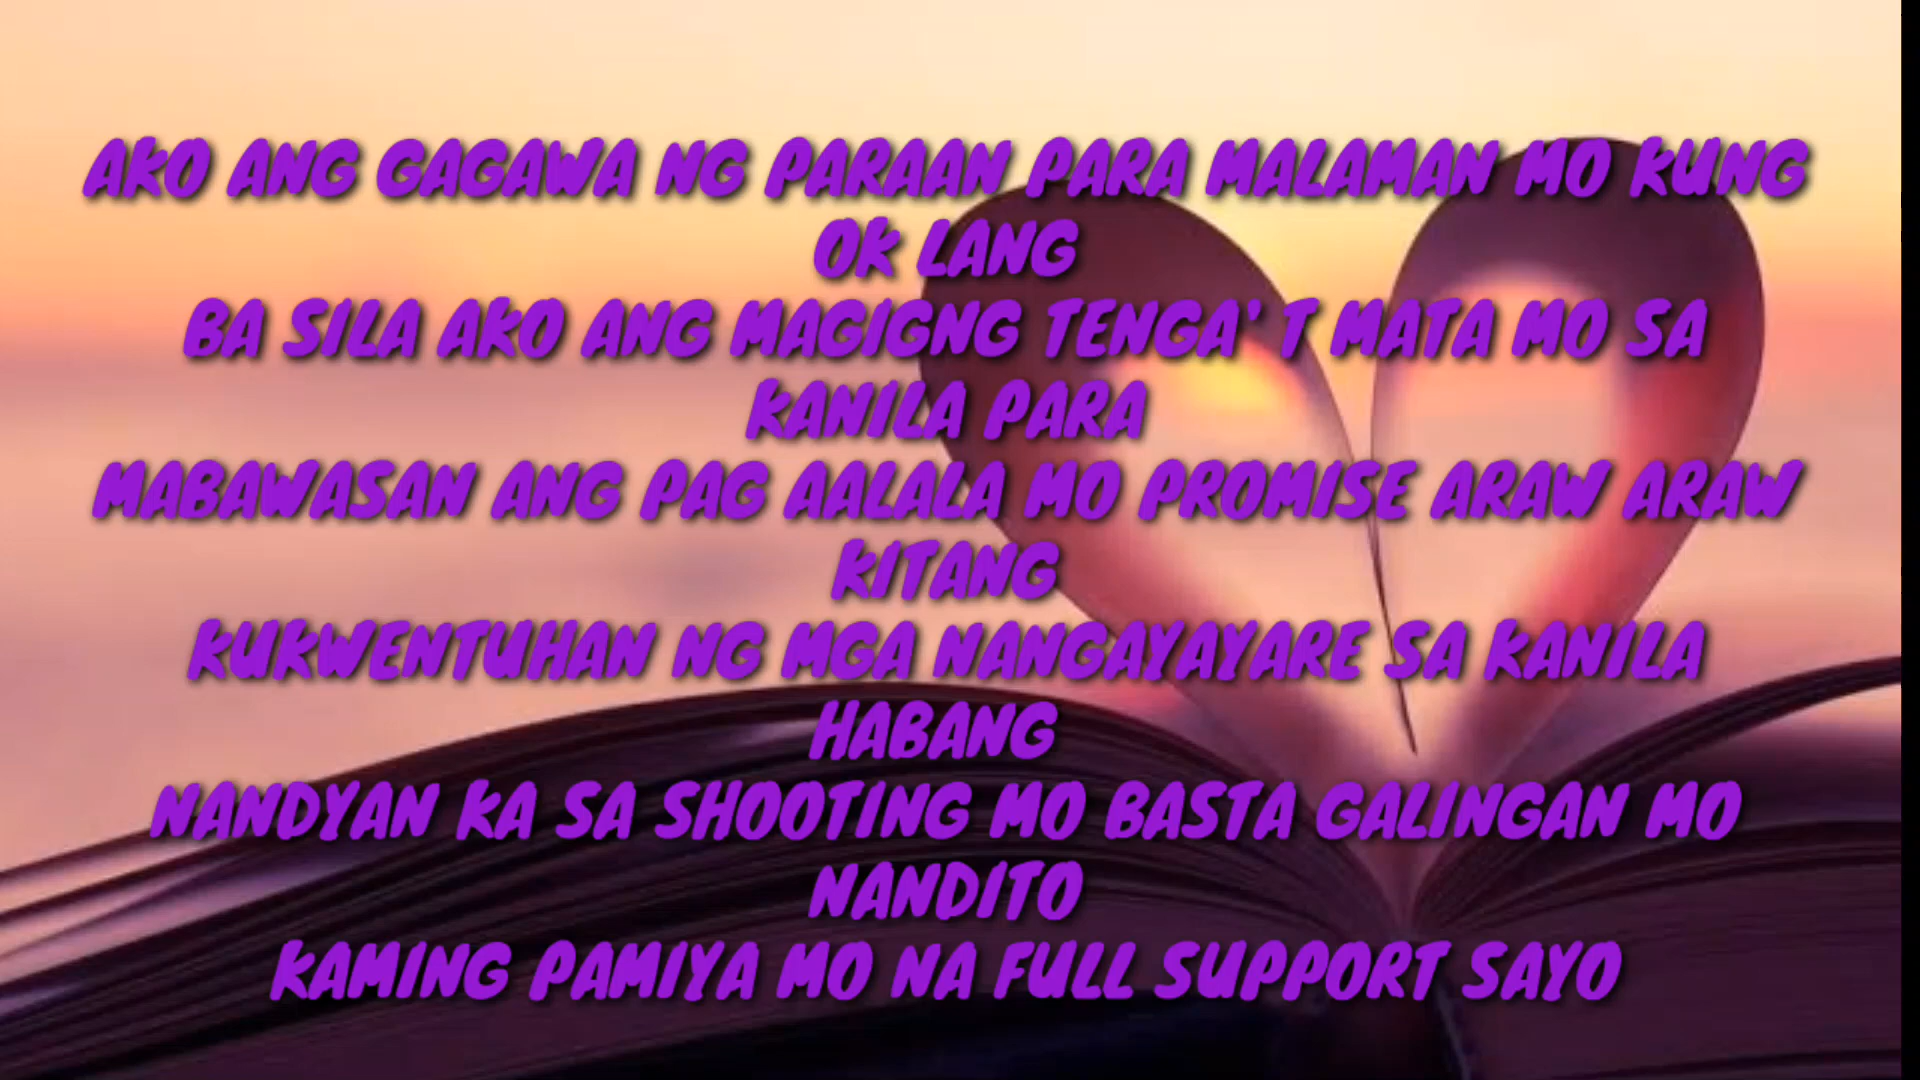 AKO ANG GAGAWA NG PARAAN PARA MALAMAN MO KUNG
OK LANG
BA SILA AKO ANG MAGIGNG TENGA' T MATA MO SA
KANILA PARA
MABAWASAN ANG PAG AALALA MO PROMISE ARAW ARAW
KITANG
KUKWENTUHAN NG MGA NANGAYAYARE SA KANILA
HABANG
NANDYAN KA SA SHOOTING MO BASTA GALINGAN MO
NANDITO
KAMING PAMIYA MO NA FULL SUPPORT SAYO